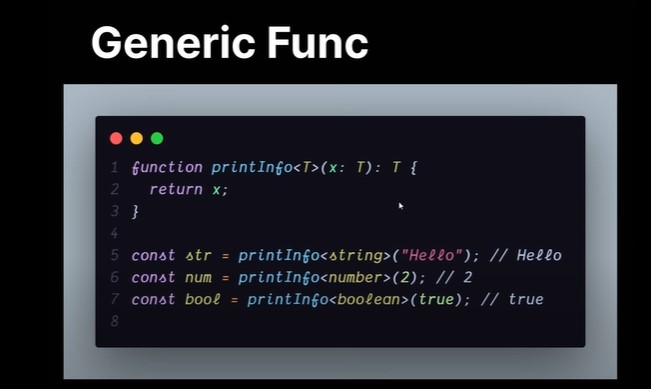 Generic Func
1 function printInfo<T>(x: T): T {
2 return x;
3 }
4
5 const str = printInfo<string>("Hello"); // Hello
6 const num = printInfo<number>(2); // 2
7 const bool = printInfo<boolean>(true); // true
8